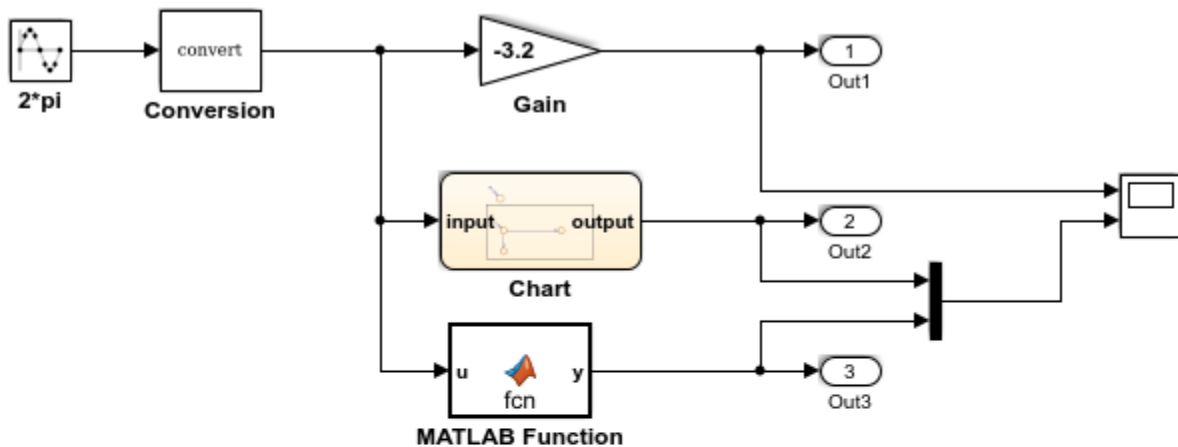 convert
2*pi
Conversion
-3.2
Gain
1
Out1
input
output
Chart
2
Out2
u
y
fcn
MATLAB Function
3
Out3